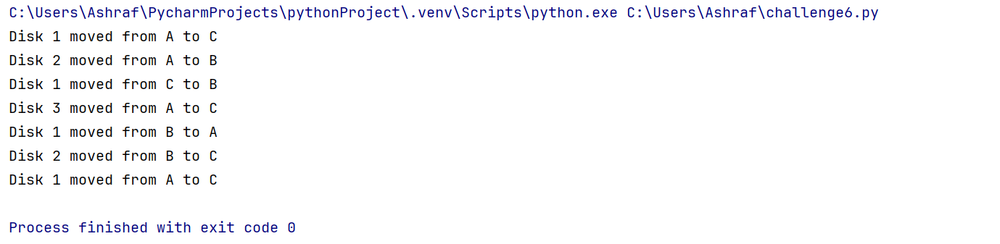 C:\Users\Ashraf\PycharmProjects\pythonProject\.venv\Scripts\python.exe C:\Users\Ashraf\challenge6.py
Disk 1 moved from A to C
Disk 2 moved from A to B
Disk 1 moved from C to B
Disk 3 moved from A to C
Disk 1 moved from B to A
Disk 2 moved from B to C
Disk 1 moved from A to C
Process finished with exit code 0